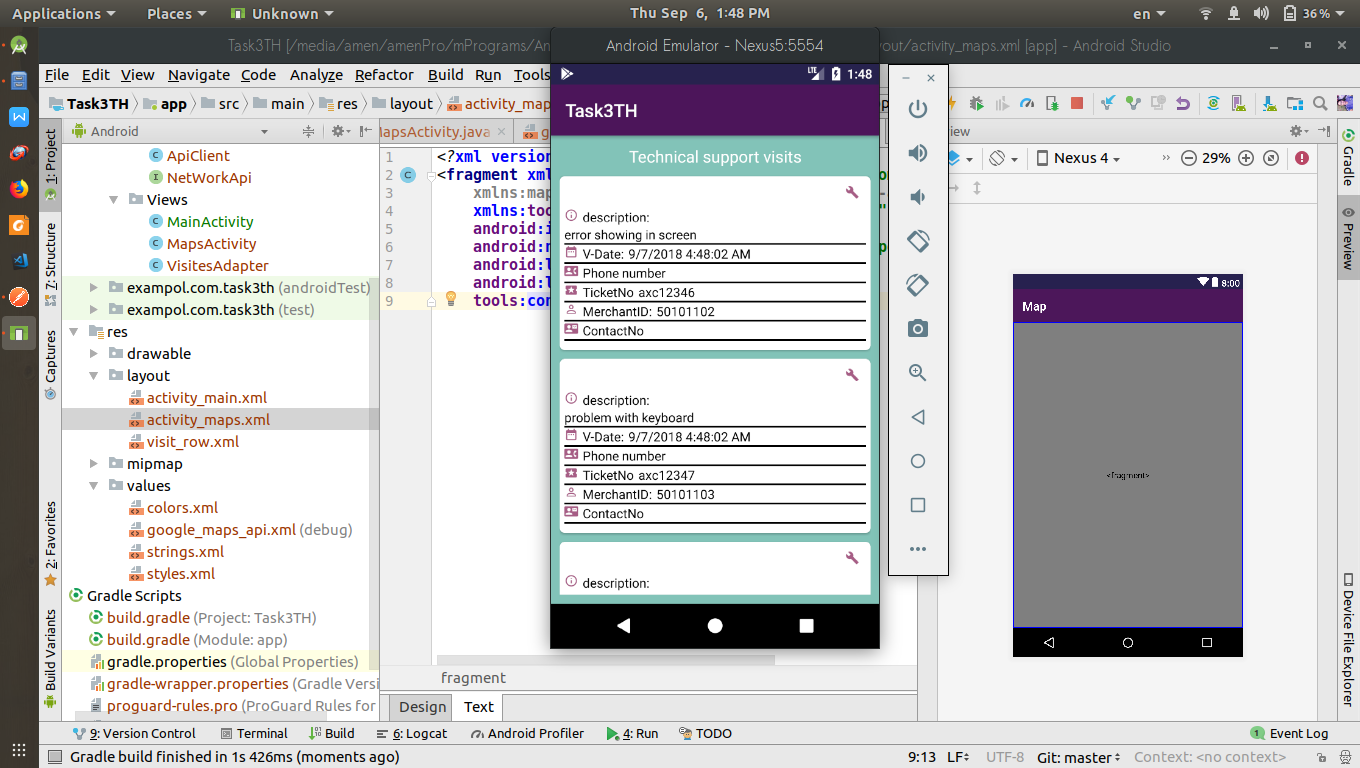 Applications Places Unknown Thu Sep 6, 1:48 PM en 36%
Task3TH [/media/amen/amenPro/mPrograms/An
Android Emulator - Nexus5:5554
out/activity_maps.xml [app] - Android Studio
File Edit View Navigate Code Analyze Refactor Build Run Tools
Task3TH app src main res layout activity_map
Android
MapsActivity.java
ApiClient
NetWorkApi
Views
MainActivity
MapsActivity
VisitesAdapter
exampol.com.task3th (androidTest)
exampol.com.task3th (test)
res
drawable
layout
activity_main.xml
activity_maps.xml
visit_row.xml
mipmap
values
colors.xml
google_maps_api.xml (debug)
strings.xml
styles.xml
Gradle Scripts
build.gradle (Project: Task3TH)
build.gradle (Module: app)
gradle.properties (Global Properties)
gradle-wrapper.properties (Gradle Versi
proguard-rules.pro (ProGuard Rules for
1: Project
7: Structure
Captures
2: Favorites
Build Variants
1 <?xml version
2 <fragment xml
3 xmlns:map
4 xmlns:too
5 android:i
6 android:n
7 android:l
8 android:l
9 tools:con
fragment
Design Text
LTE 1:48
Task3TH
Technical support visits
description:
error showing in screen
V-Date: 9/7/2018 4:48:02 AM
Phone number
TicketNo axc12346
MerchantID: 50101102
ContactNo
description:
problem with keyboard
V-Date: 9/7/2018 4:48:02 AM
Phone number
TicketNo axc12347
MerchantID: 50101103
ContactNo
description:
view
Nexus 4 29%
8:00
Map
<fragment>
Gradle
Preview
Device File Explorer
9: Version Control Terminal Build 6: Logcat Android Profiler 4: Run TODO 1 Event Log
Gradle build finished in 1s 426ms (moments ago) 9:13 LF UTF-8 Git: master Context: <no context>